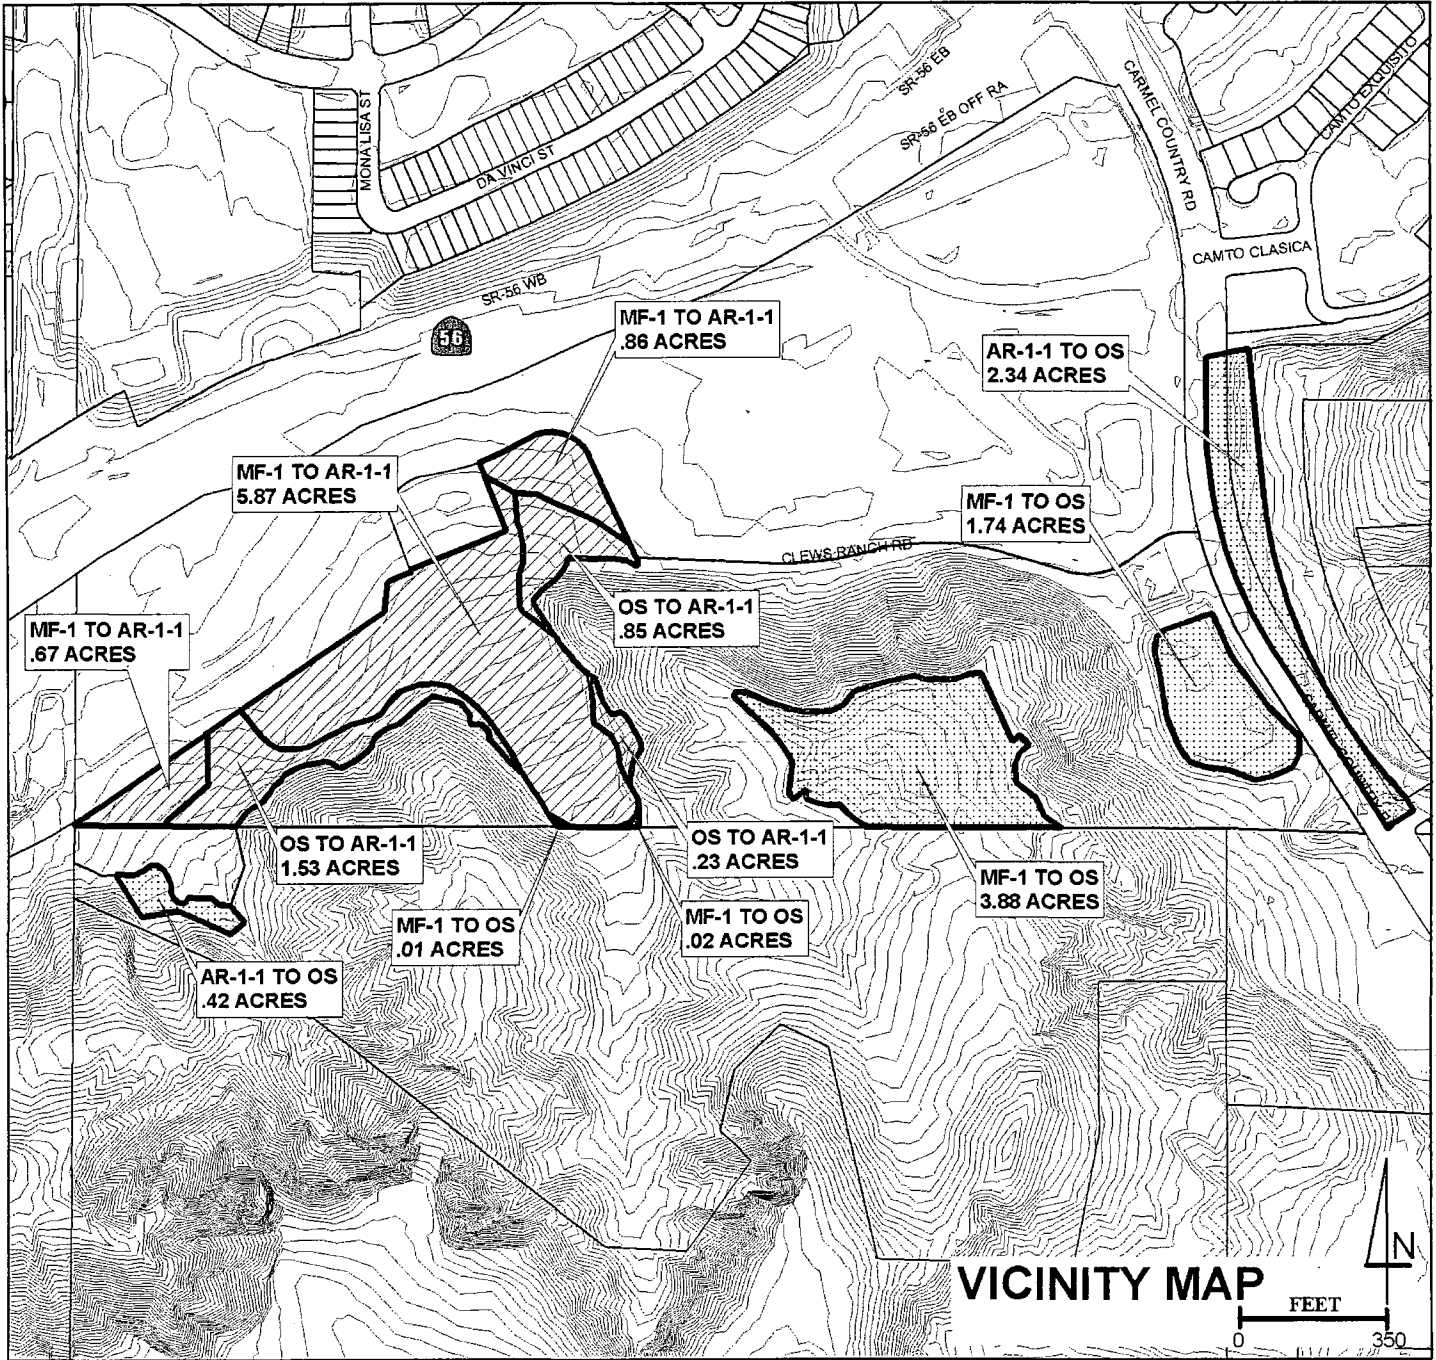 SR-56 EB
SR-56 EB OFF RA
CARMEL COUNTRY RD
CAMTO EXQUISITO
MONA LISA ST
DA VINCI ST
CAMTO CLASICA
SR-56 WB
56
MF-1 TO AR-1-1
.86 ACRES
AR-1-1 TO OS
2.34 ACRES
MF-1 TO AR-1-1
5.87 ACRES
MF-1 TO OS
1.74 ACRES
CLEWS RANCH RD
OS TO AR-1-1
.85 ACRES
MF-1 TO AR-1-1
.67 ACRES
OS TO AR-1-1
1.53 ACRES
OS TO AR-1-1
.23 ACRES
MF-1 TO OS
3.88 ACRES
MF-1 TO OS
.01 ACRES
MF-1 TO OS
.02 ACRES
AR-1-1 TO OS
.42 ACRES
N
VICINITY MAP
FEET
0 350